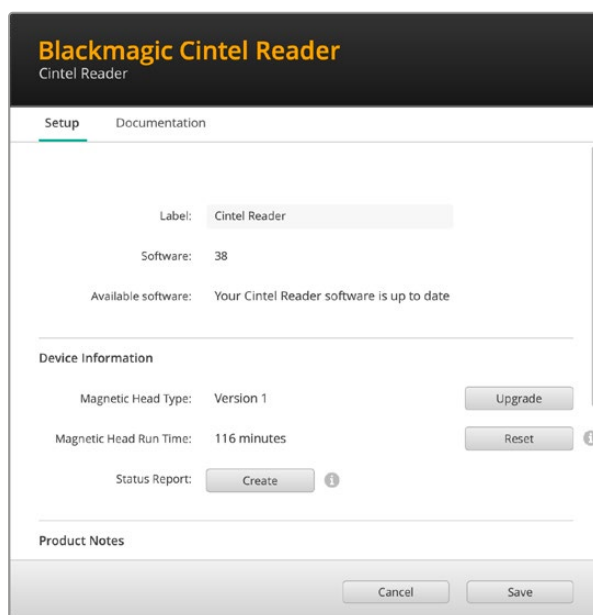 Blackmagic Cintel Reader
Cintel Reader
Setup Documentation
Label: Cintel Reader
Software: 38
Available software: Your Cintel Reader software is up to date
Device Information
Magnetic Head Type: Version 1 Upgrade
Magnetic Head Run Time: 116 minutes Reset
Status Report: Create
Product Notes
Cancel Save